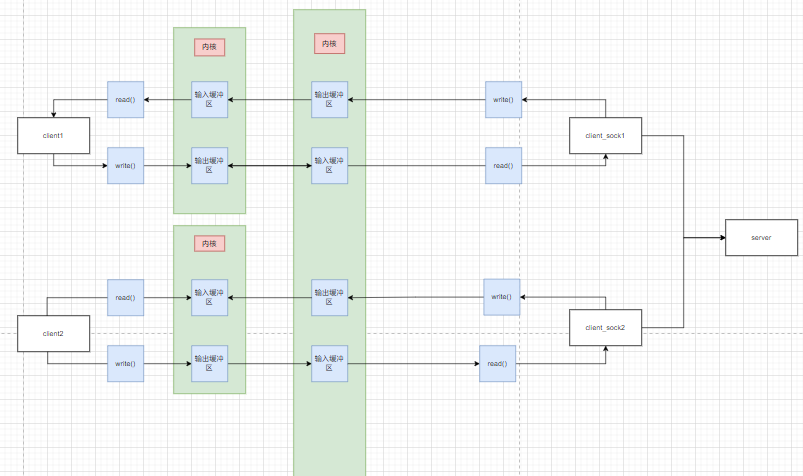 内核
内核
read()
输入缓冲
区
输出缓冲
区
write()
client1
client_sock1
write()
输出缓冲
区
输入缓冲
区
read()
server
内核
read()
输入缓冲
区
输出缓冲
区
write()
client2
client_sock2
write()
输出缓冲
区
输入缓冲
区
read()